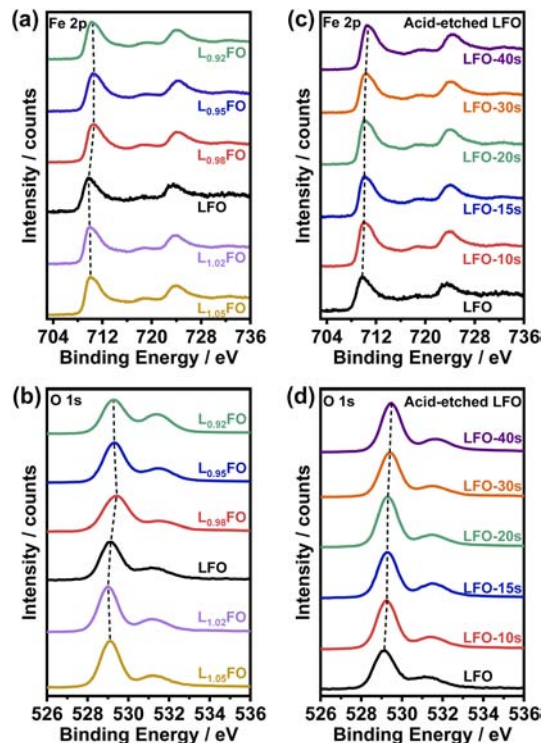 (a)
Fe 2p
L₀.₉₂FO
L₀.₉₅FO
L₀.₉₈FO
LFO
L₁.₀₂FO
L₁.₀₅FO
Intensity / counts
704 712 720 728 736
Binding Energy / eV
(c)
Fe 2p Acid-etched LFO
LFO-40s
LFO-30s
LFO-20s
LFO-15s
LFO-10s
LFO
Intensity / counts
704 712 720 728 736
Binding Energy / eV
(b)
O 1s
L₀.₉₂FO
L₀.₉₅FO
L₀.₉₈FO
LFO
L₁.₀₂FO
L₁.₀₅FO
Intensity / counts
526 528 530 532 534 536
Binding Energy / eV
(d)
O 1s Acid-etched LFO
LFO-40s
LFO-30s
LFO-20s
LFO-15s
LFO-10s
LFO
Intensity / counts
526 528 530 532 534 536
Binding Energy / eV